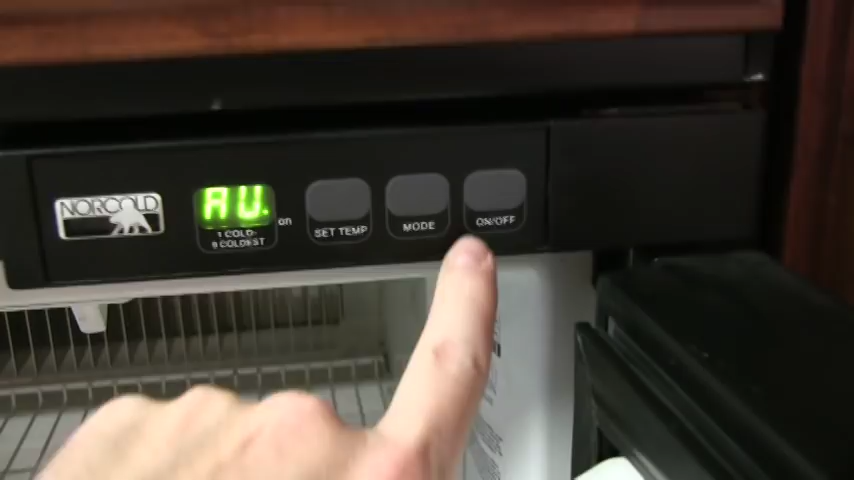 NORCOLD
AU.
on
1 COLD-
9 COLDEST
SET TEMP
MODE
ON/OFF